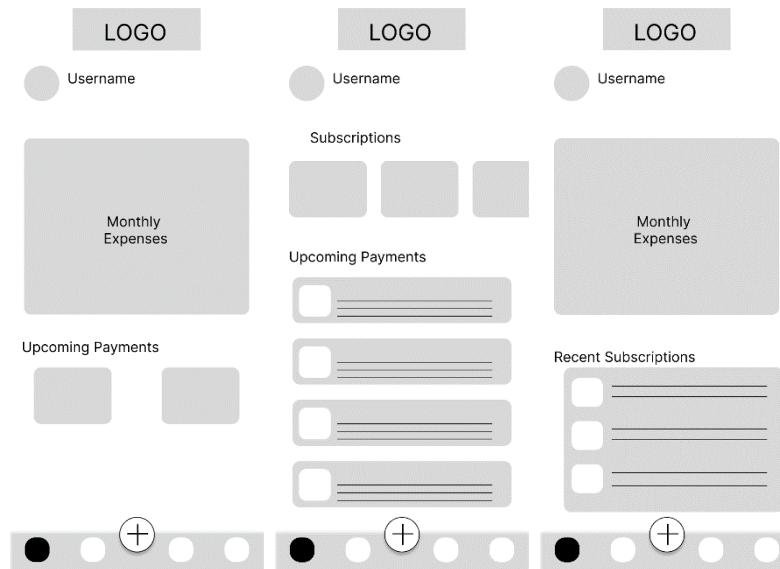 LOGO
Username
Monthly
Expenses
Upcoming Payments
LOGO
Username
Subscriptions
Upcoming Payments
LOGO
Username
Monthly
Expenses
Recent Subscriptions